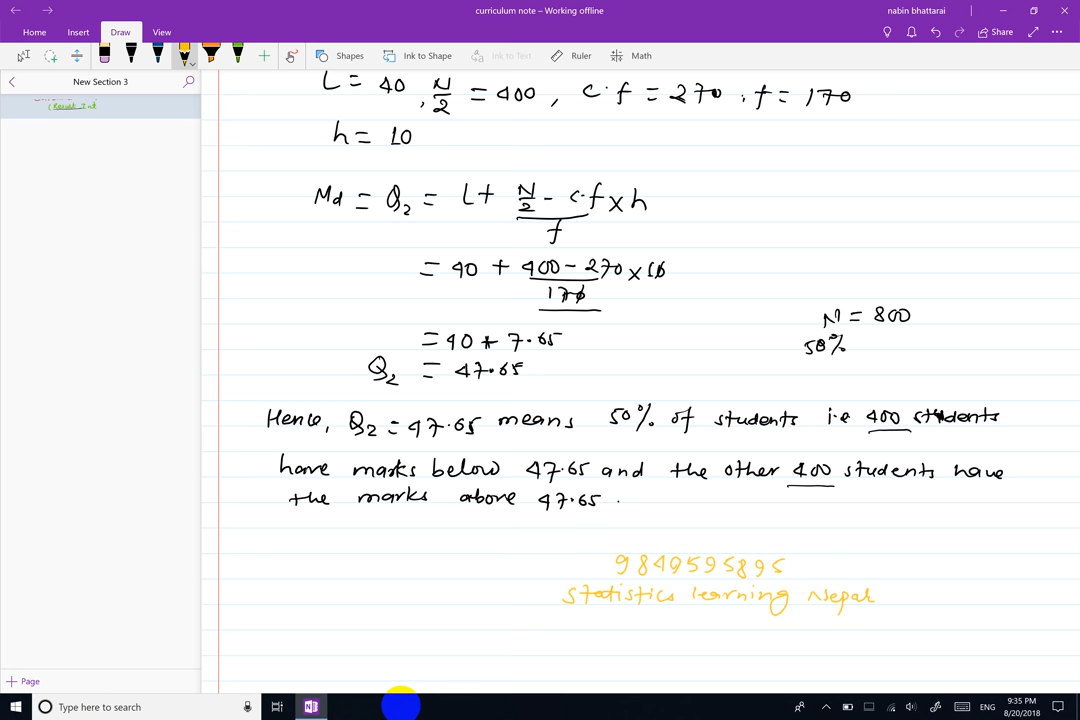 curriculum note – Working offline
nabin bhattarai
Home Insert Draw View
Share
Shapes Ink to Shape Ink to Text Ruler Math
New Section 3
L = 40 , N/2 = 400 , c.f = 270 , f = 170
h = 10
Md = Q2 = L + (N/2 - c.f)/f × h
= 40 + (400 - 270)/170 × 10
= 40 + 7.65
N = 800
50%
Q2 = 47.65
Hence, Q2 = 47.65 means 50% of students i.e 400 students
have marks below 47.65 and the other 400 students have
the marks above 47.65 .
9849595895
Statistics learning Nepal
+ Page
Type here to search
ENG
9:35 PM
8/20/2018